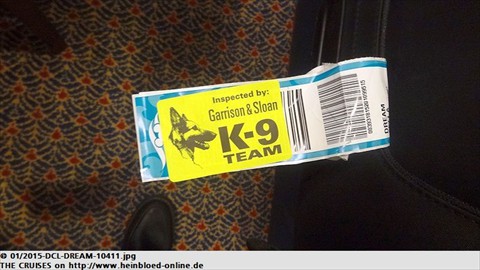 Inspected by:
Garrison & Sloan
K-9
TEAM
DREAM
© 01/2015-DCL-DREAM-10411.jpg
THE CRUISES on http://www.heinbloed-online.de